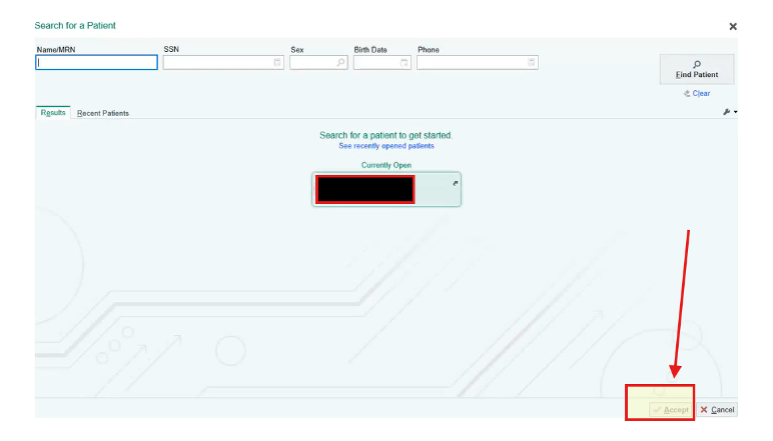 Search for a Patient
Name/MRN SSN Sex Birth Date Phone
Find Patient
Clear
Results Recent Patients
Search for a patient to get started
See recently opened patients
Currently Open
Accept Cancel